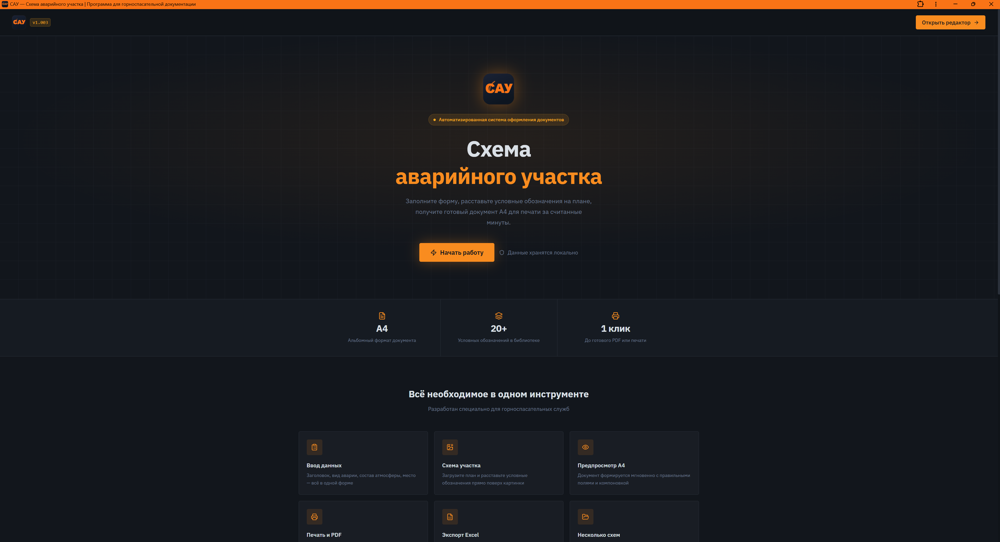 САУ САУ — Схема аварийного участка | Программа для горноспасательной документации
САУ v1.003
Открыть редактор
САУ
Автоматизированная система оформления документов
Схема
аварийного участка
Заполните форму, расставьте условные обозначения на плане,
получите готовый документ А4 для печати за считанные
минуты.
Начать работу
Данные хранятся локально
А4
Альбомный формат документа
20+
Условных обозначений в библиотеке
1 клик
До готового PDF или печати
Всё необходимое в одном инструменте
Разработан специально для горноспасательных служб
Ввод данных
Заголовок, вид аварии, состав атмосферы, место
— всё в одной форме
Схема участка
Загрузите план и расставьте условные
обозначения прямо поверх картинки
Предпросмотр А4
Документ формируется мгновенно с правильными
полями и компоновкой
Печать и PDF
Экспорт Excel
Несколько схем